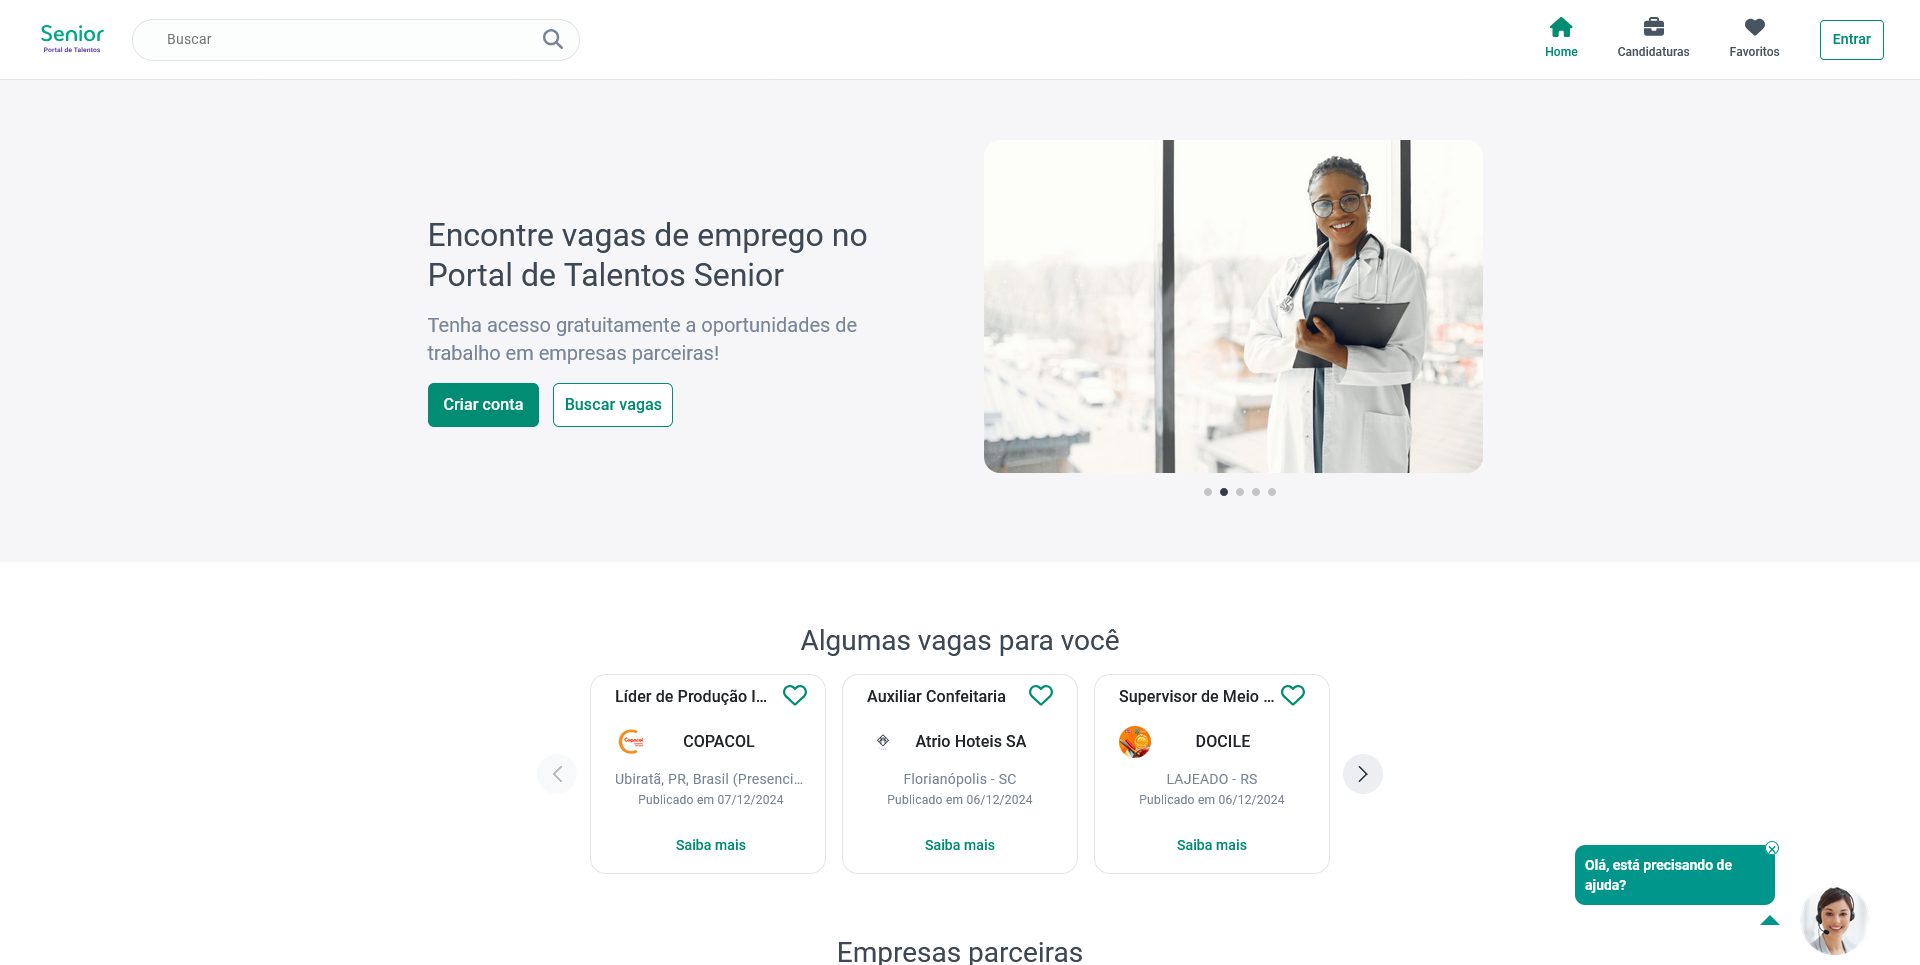 Senior
Portal de Talentos
Buscar
Home
Candidaturas
Favoritos
Entrar
Encontre vagas de emprego no
Portal de Talentos Senior
Tenha acesso gratuitamente a oportunidades de
trabalho em empresas parceiras!
Criar conta
Buscar vagas
Algumas vagas para você
Líder de Produção I...
COPACOL
Ubiratã, PR, Brasil (Presenci...
Publicado em 07/12/2024
Saiba mais
Auxiliar Confeitaria
Atrio Hoteis SA
Florianópolis - SC
Publicado em 06/12/2024
Saiba mais
Supervisor de Meio ...
DOCILE
LAJEADO - RS
Publicado em 06/12/2024
Saiba mais
Olá, está precisando de
ajuda?
Empresas parceiras